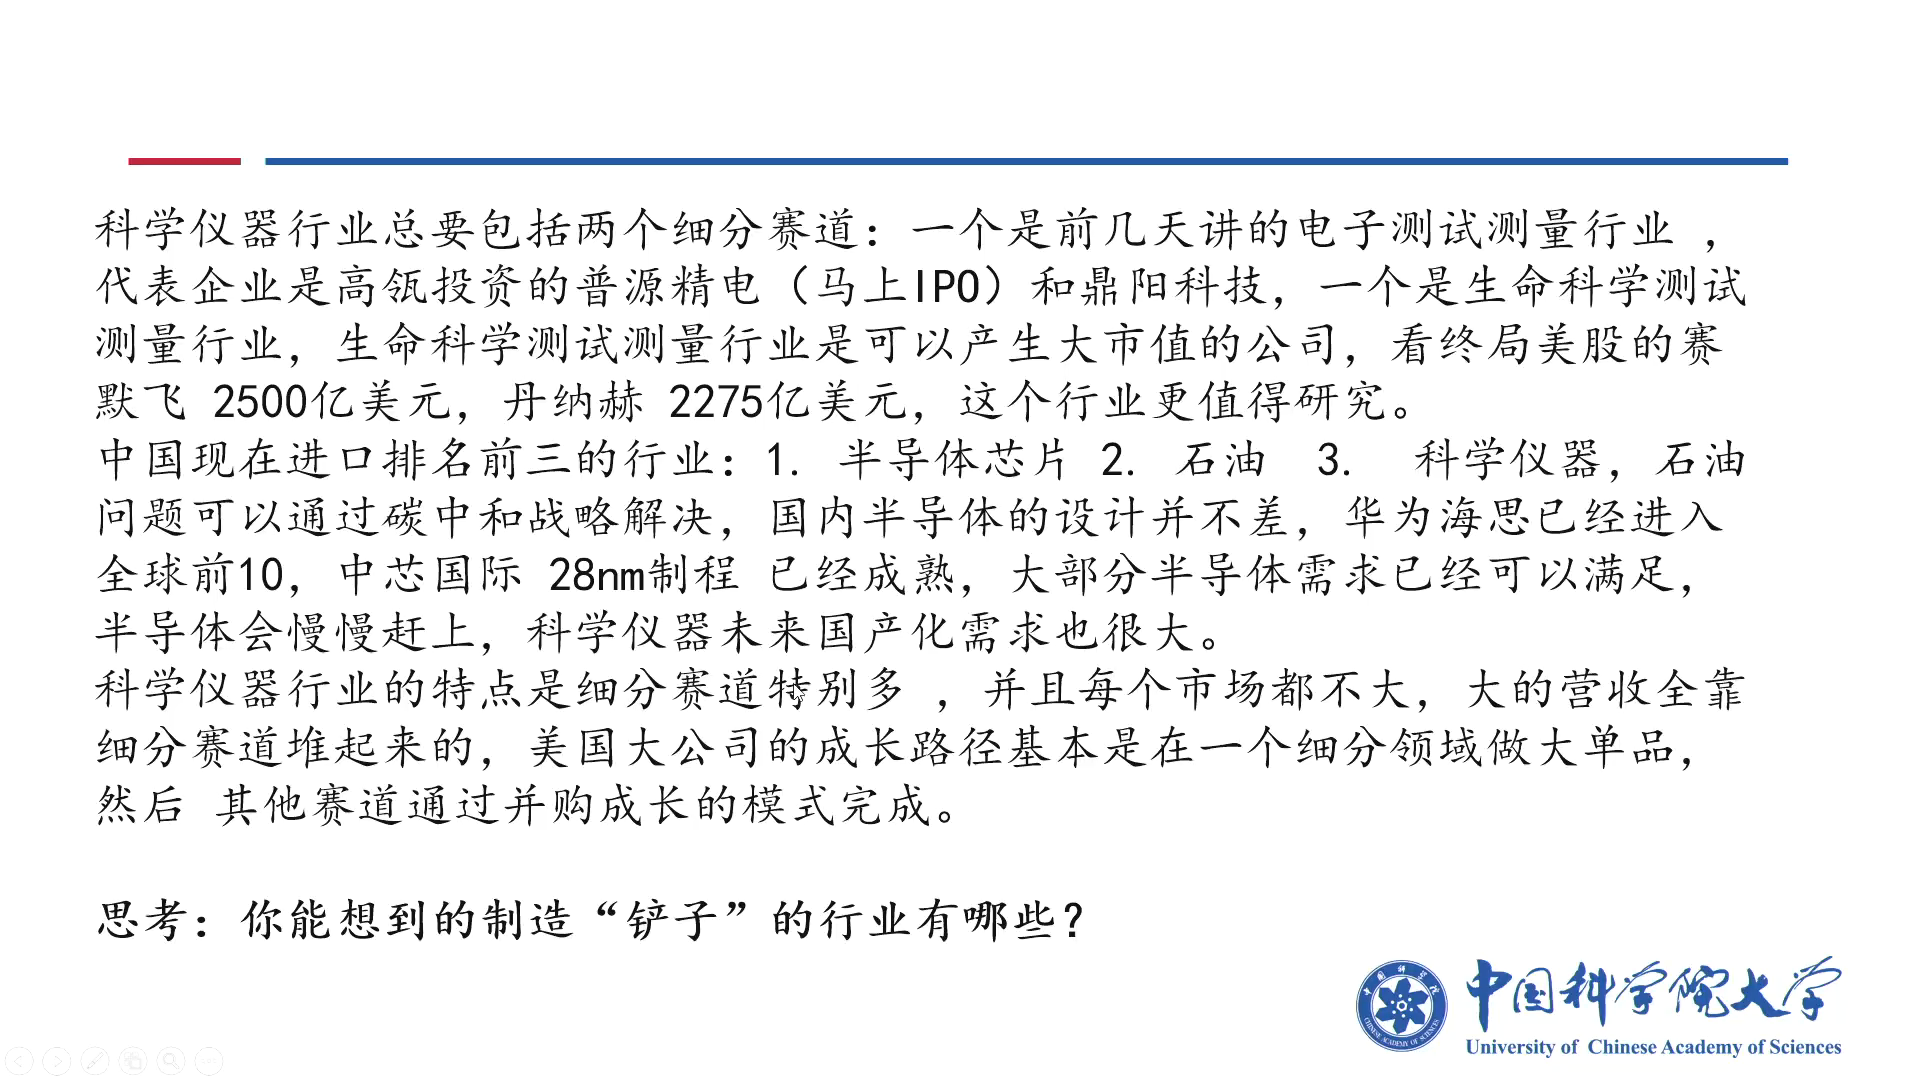 科学仪器行业总要包括两个细分赛道：一个是前几天讲的电子测试测量行业 ，
代表企业是高瓴投资的普源精电（马上IPO）和鼎阳科技，一个是生命科学测试
测量行业，生命科学测试测量行业是可以产生大市值的公司，看终局美股的赛
默飞 2500亿美元，丹纳赫 2275亿美元，这个行业更值得研究。
中国现在进口排名前三的行业：1. 半导体芯片 2. 石油 3. 科学仪器，石油
问题可以通过碳中和战略解决，国内半导体的设计并不差，华为海思已经进入
全球前10，中芯国际 28nm制程 已经成熟，大部分半导体需求已经可以满足，
半导体会慢慢赶上，科学仪器未来国产化需求也很大。
科学仪器行业的特点是细分赛道特别多 ，并且每个市场都不大，大的营收全靠
细分赛道堆起来的，美国大公司的成长路径基本是在一个细分领域做大单品，
然后 其他赛道通过并购成长的模式完成。
思考：你能想到的制造“铲子”的行业有哪些？
中国科学院大学
University of Chinese Academy of Sciences